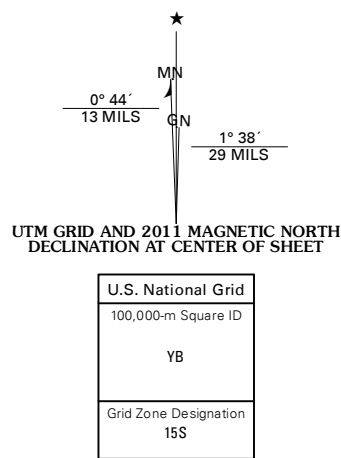 MN
0° 44´
13 MILS
GN
1° 38´
29 MILS
UTM GRID AND 2011 MAGNETIC NORTH
DECLINATION AT CENTER OF SHEET
U.S. National Grid
100,000-m Square ID
YB
Grid Zone Designation
15S